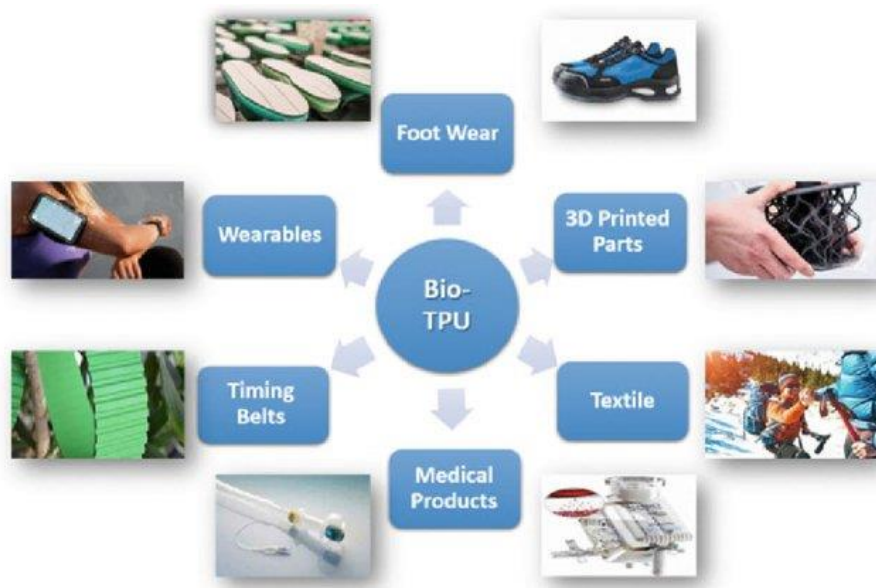 Foot Wear
Wearables
3D Printed
Parts
Bio-
TPU
Timing
Belts
Textile
Medical
Products